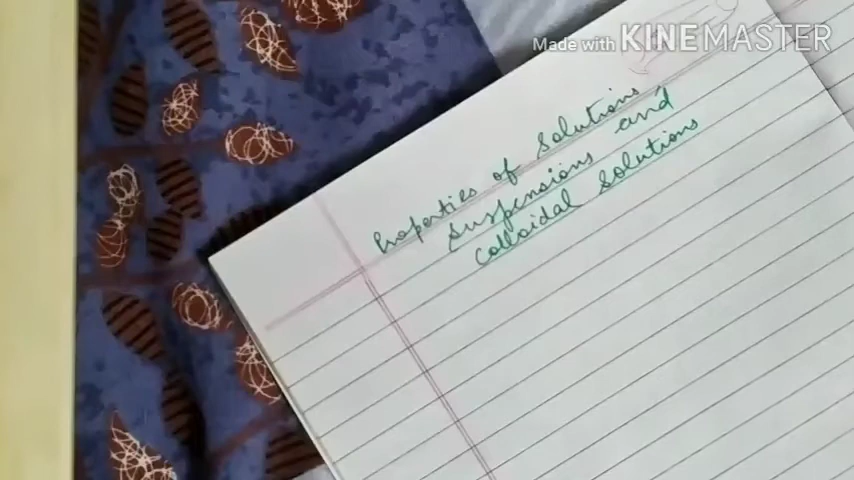 Made with KINEMASTER
Properties of Solutions
suspensions and
colloidal solutions